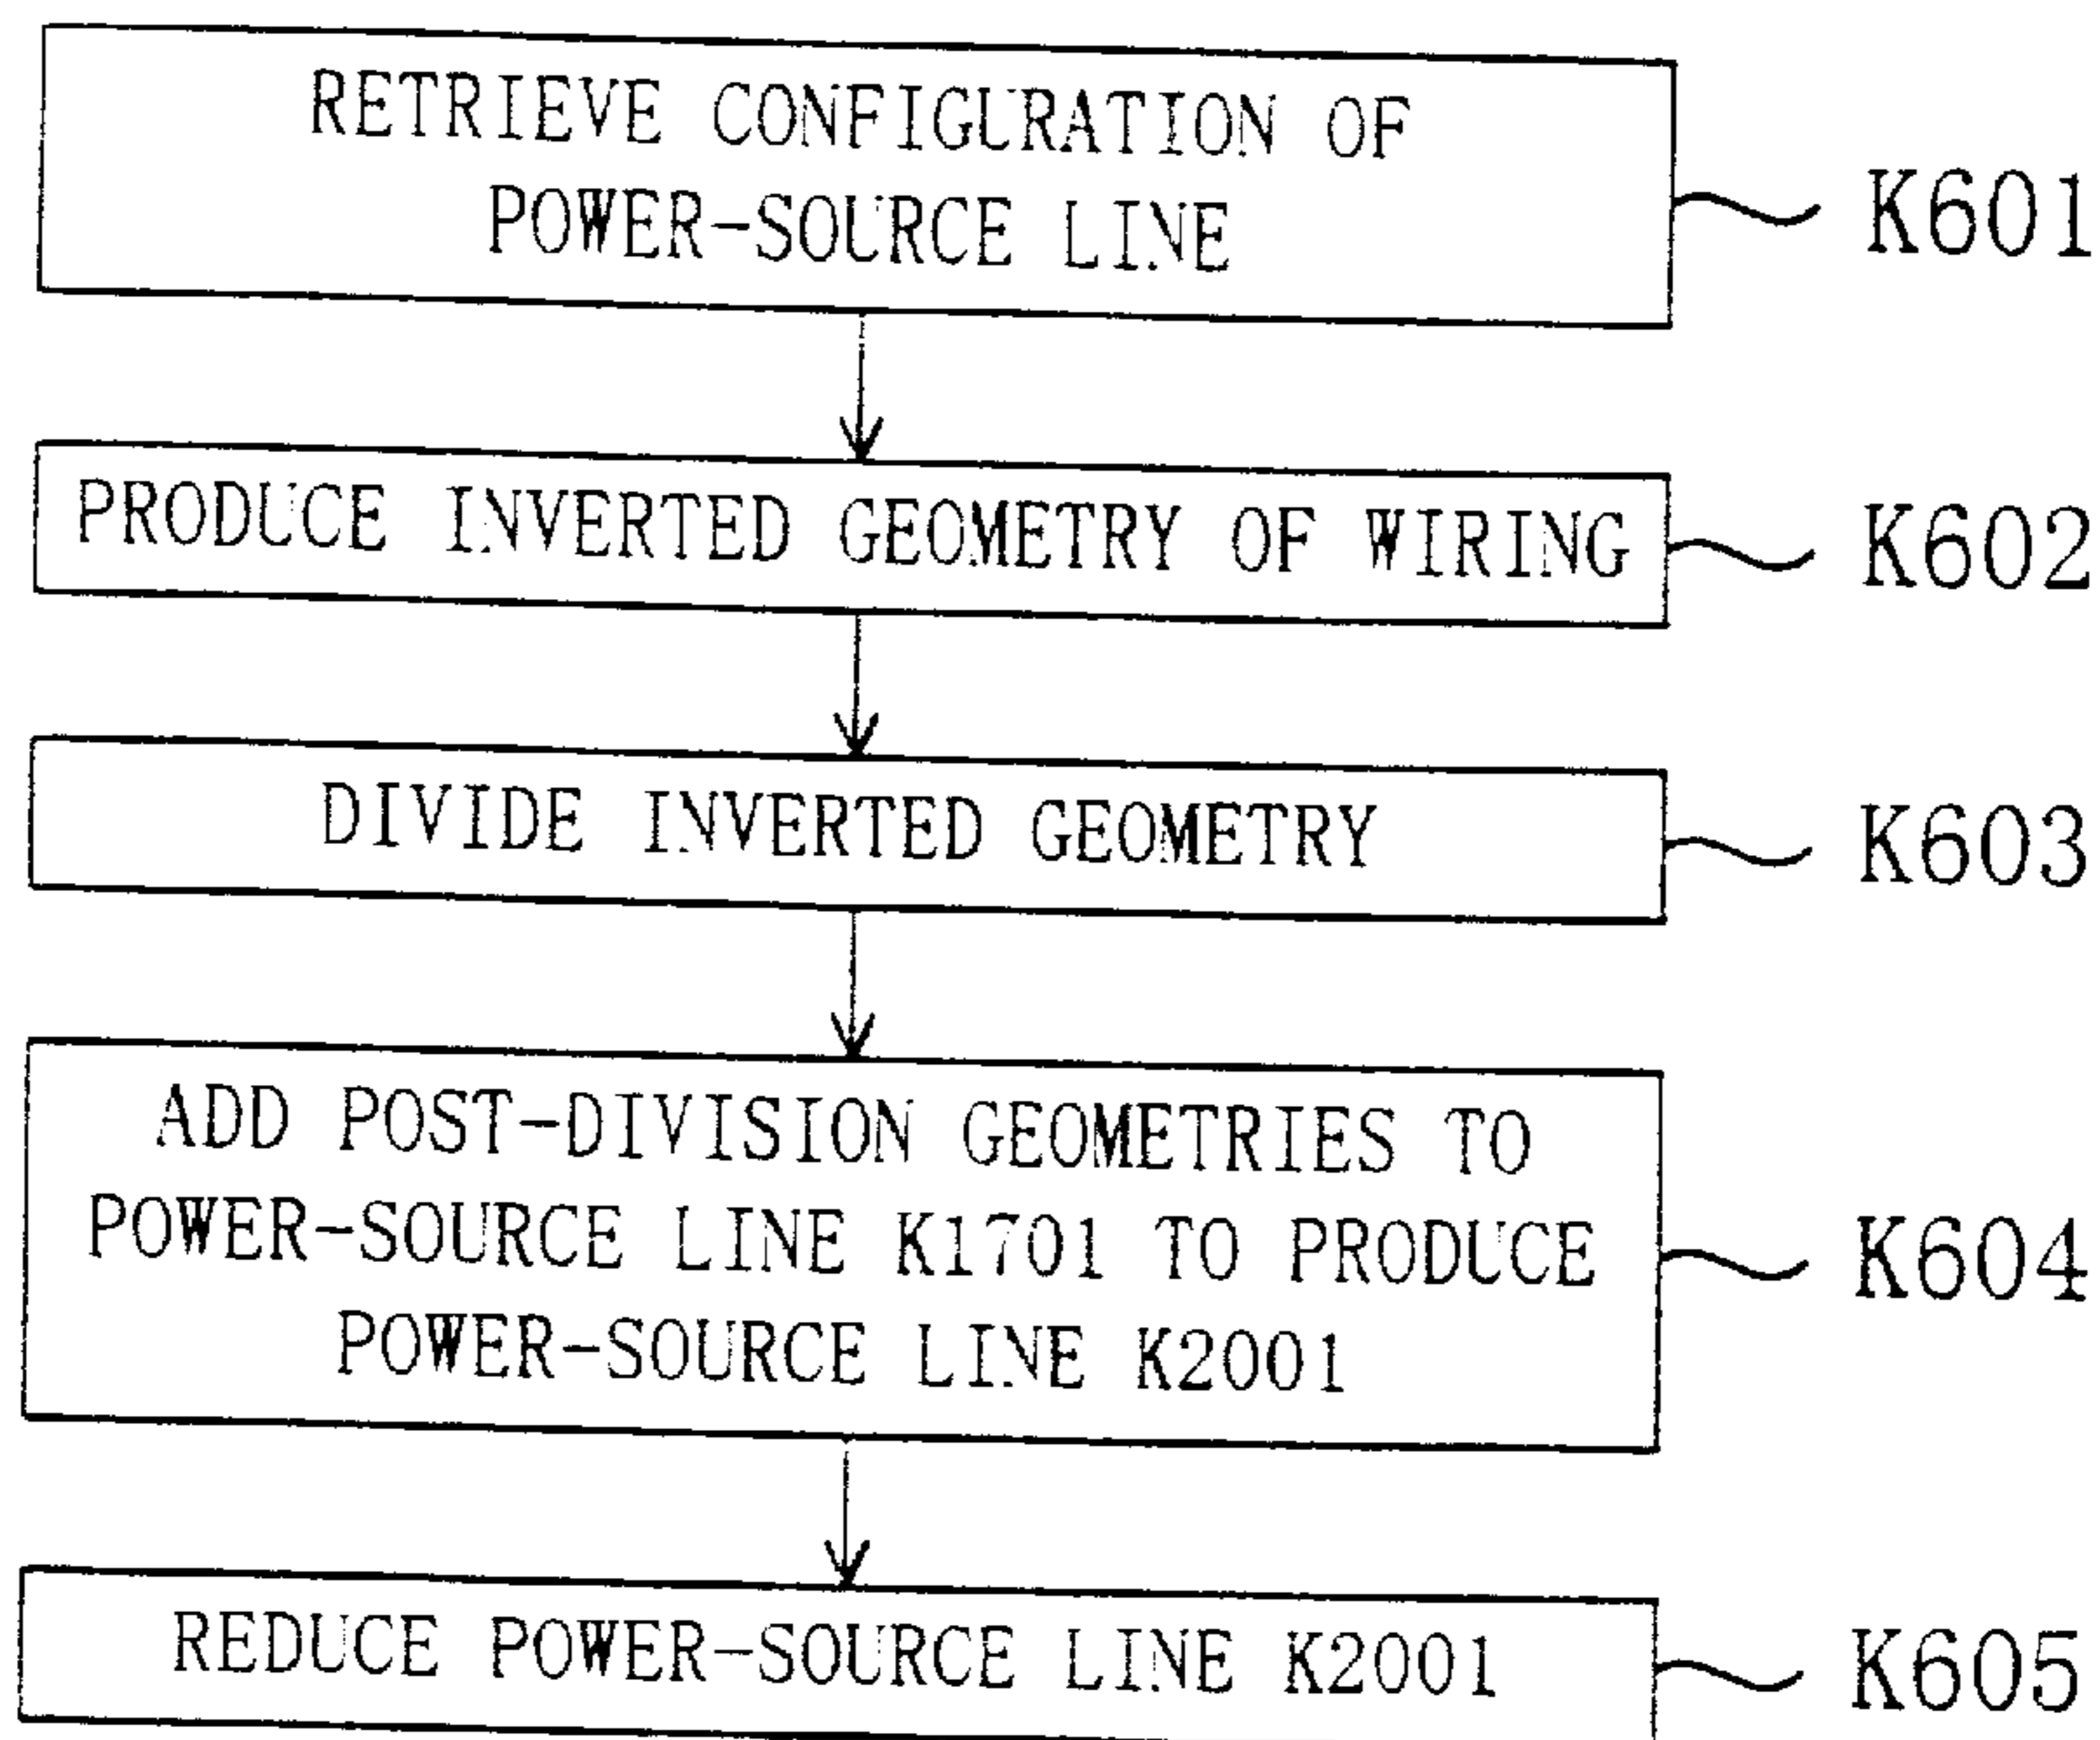 RETRIEVE CONFIGURATION OF
POWER-SOURCE LINE
K601
PRODUCE INVERTED GEOMETRY OF WIRING
K602
DIVIDE INVERTED GEOMETRY
K603
ADD POST-DIVISION GEOMETRIES TO
POWER-SOURCE LINE K1701 TO PRODUCE
POWER-SOURCE LINE K2001
K604
REDUCE POWER-SOURCE LINE K2001
K605